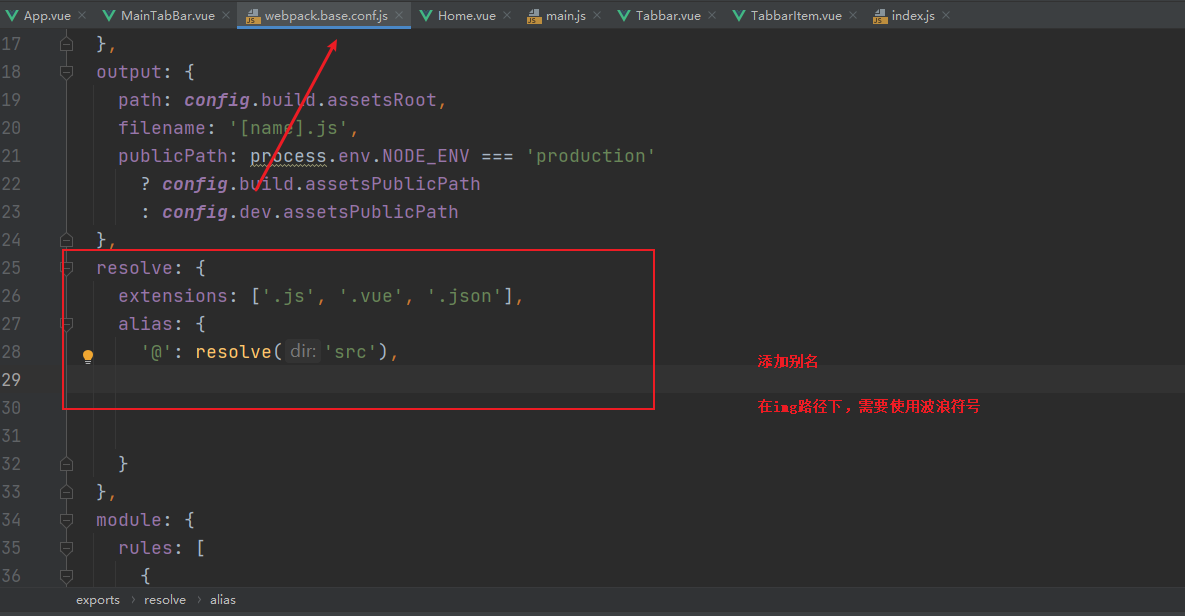 App.vue MainTabBar.vue webpack.base.conf.js Home.vue main.js Tabbar.vue TabbarItem.vue index.js
17 },
18 output: {
19 path: config.build.assetsRoot,
20 filename: '[name].js',
21 publicPath: process.env.NODE_ENV === 'production'
22 ? config.build.assetsPublicPath
23 : config.dev.assetsPublicPath
24 },
25 resolve: {
26 extensions: ['.js', '.vue', '.json'],
27 alias: {
28 '@': resolve( dir: 'src'),
添加别名
29
30
在img路径下，需要使用波浪符号
31
32 }
33 },
34 module: {
35 rules: [
36 {
exports › resolve › alias